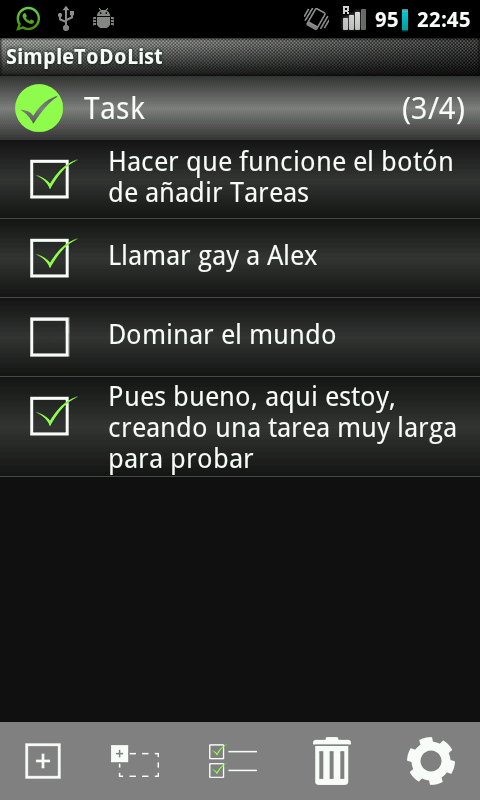 R
95 22:45
SimpleToDoList
Task (3/4)
Hacer que funcione el botón
de añadir Tareas
Llamar gay a Alex
Dominar el mundo
Pues bueno, aqui estoy,
creando una tarea muy larga
para probar